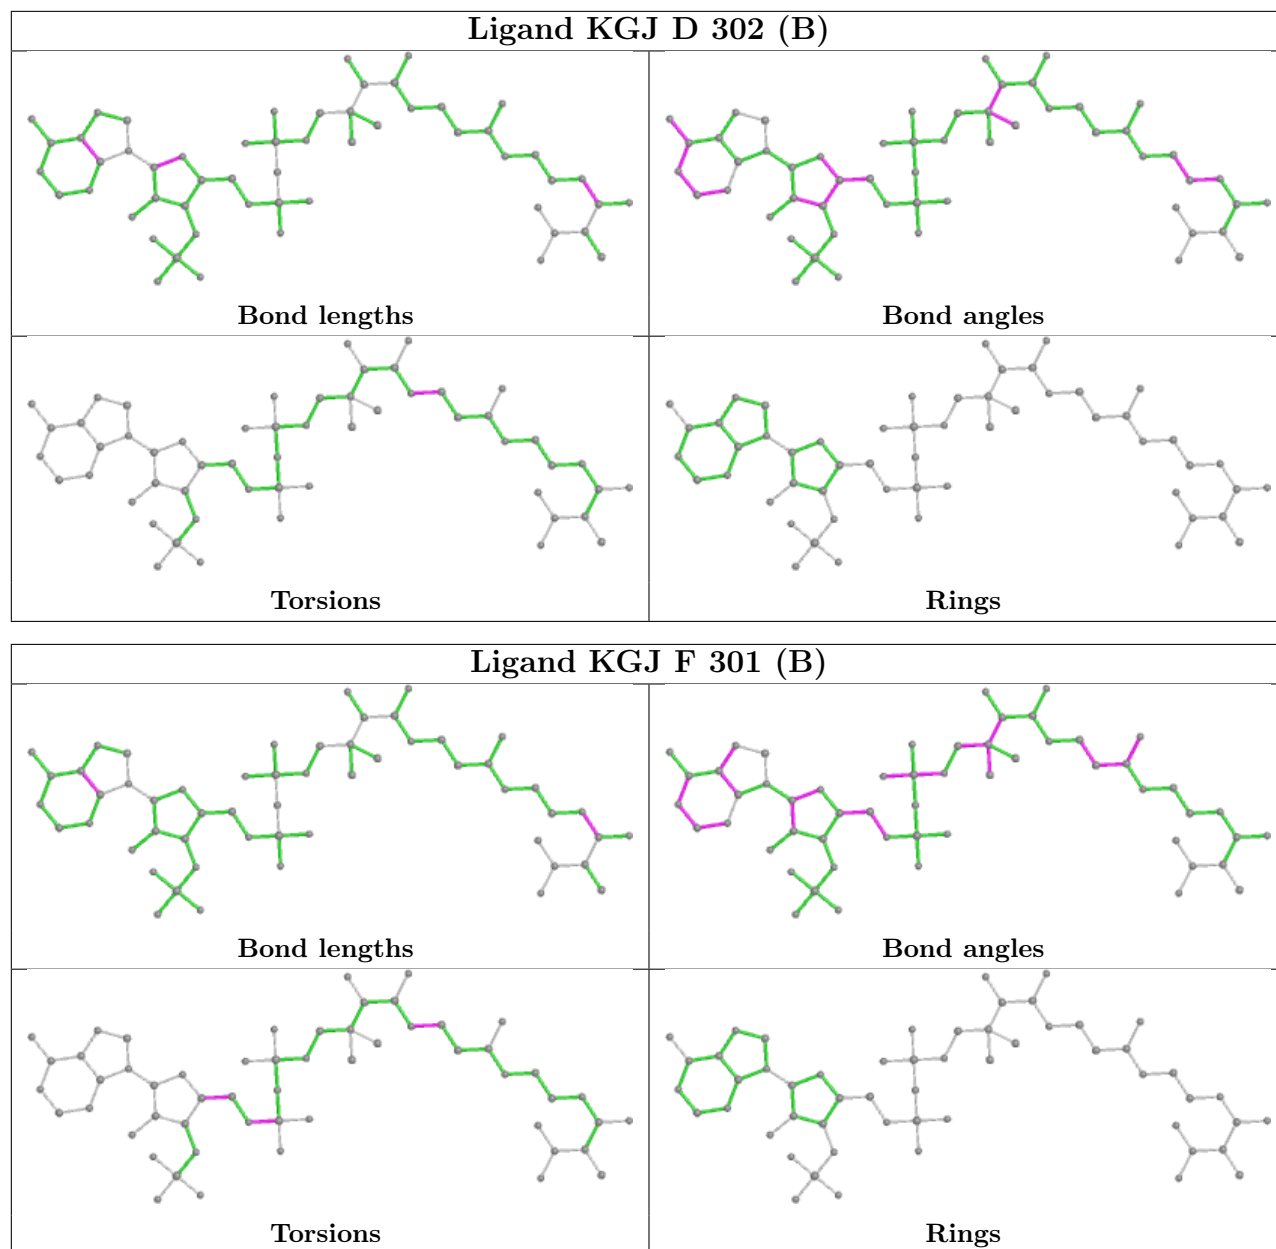 Ligand KGJ D 302 (B)
Bond lengths
Bond angles
Torsions
Rings
Ligand KGJ F 301 (B)
Bond lengths
Bond angles
Torsions
Rings